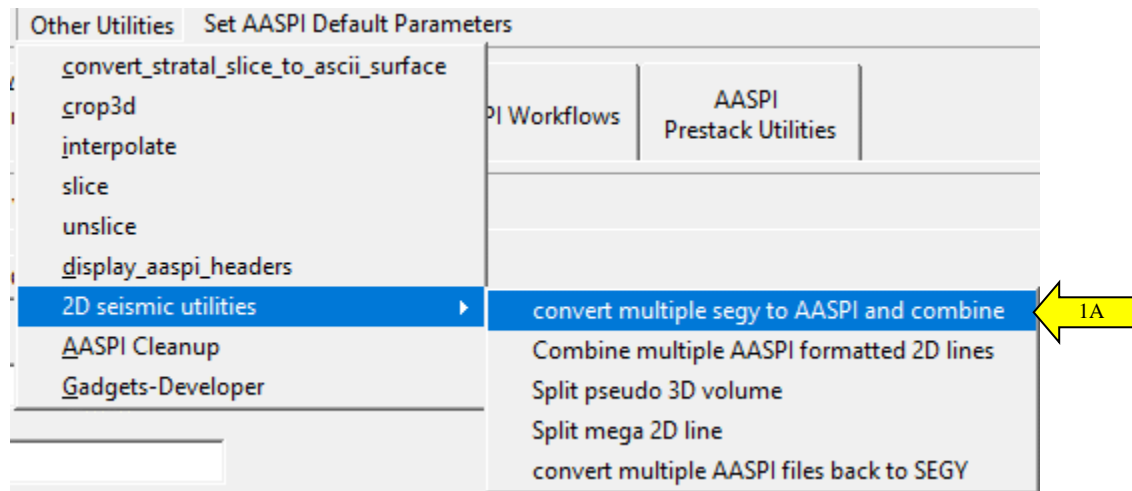 Other Utilities Set AASPI Default Parameters
convert_stratal_slice_to_ascii_surface
crop3d
interpolate
slice
unslice
display_aaspi_headers
2D seismic utilities
AASPI Cleanup
Gadgets-Developer
PI Workflows
AASPI
Prestack Utilities
convert multiple segy to AASPI and combine
Combine multiple AASPI formatted 2D lines
Split pseudo 3D volume
Split mega 2D line
convert multiple AASPI files back to SEGY
1A